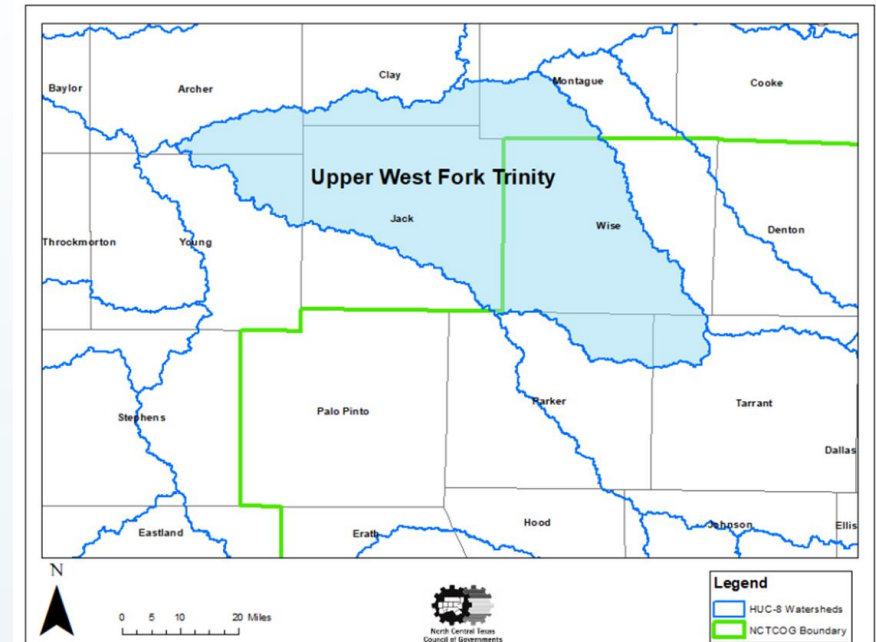 Clay
Montague
Cooke
Baylor
Archer
Upper West Fork Trinity
Jack
Wise
Denton
Throckmorton
Young
Palo Pinto
Parker
Tarrant
Stephens
Dallas
Hood
Johnson
Ellis
Eastland
Erath
N
0 5 10 20 Miles
North Central Texas
Council of Governments
Legend
HUC-8 Watersheds
NCTCOG Boundary